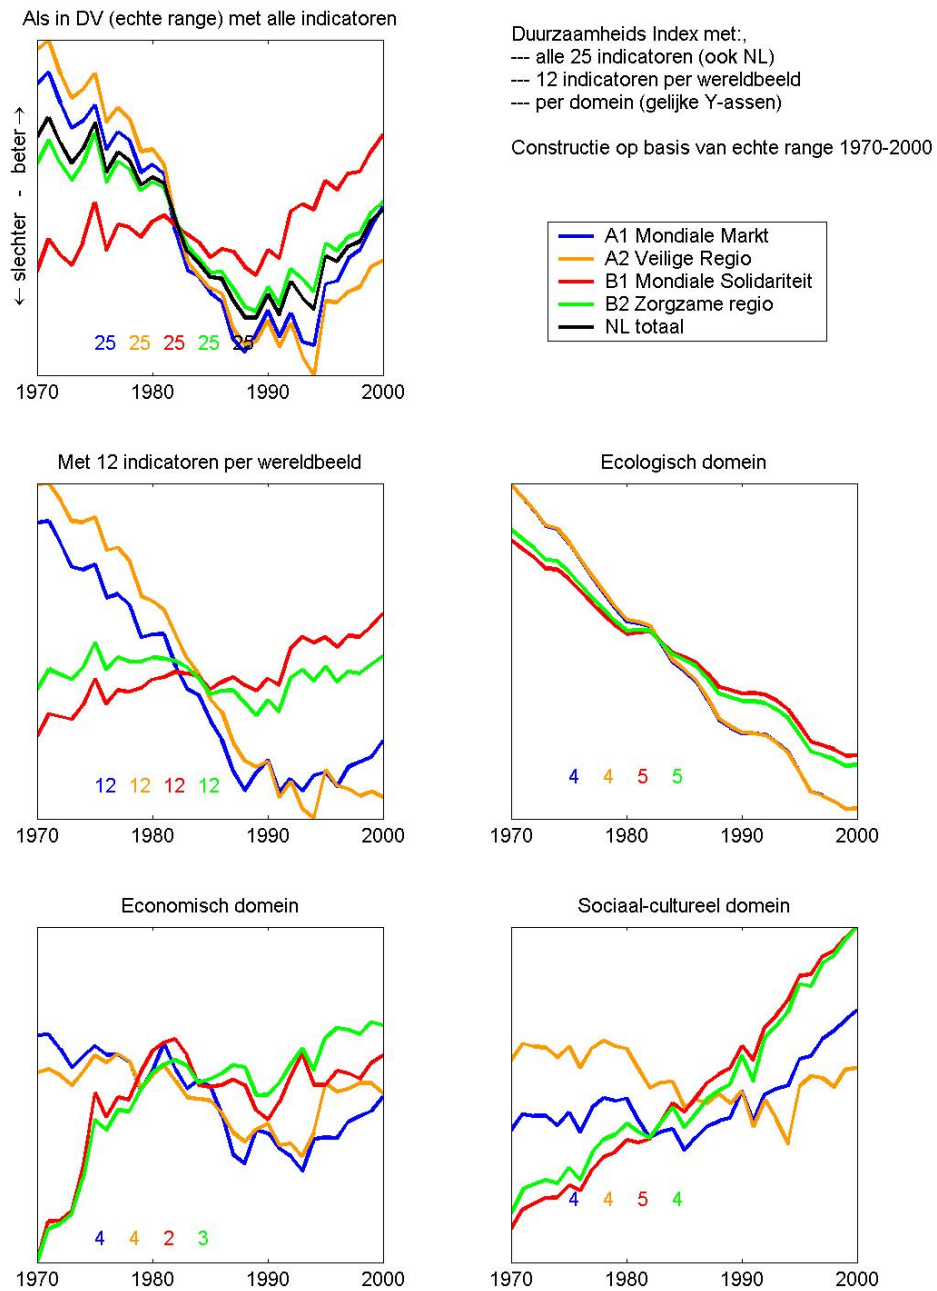 Als in DV (echte range) met alle indicatoren
← slechter - beter →
25 25 25 25 25
1970 1980 1990 2000
Duurzaamheids Index met:,
--- alle 25 indicatoren (ook NL)
--- 12 indicatoren per wereldbeeld
--- per domein (gelijke Y-assen)
Constructie op basis van echte range 1970-2000
A1 Mondiale Markt
A2 Veilige Regio
B1 Mondiale Solidariteit
B2 Zorgzame regio
NL totaal
Met 12 indicatoren per wereldbeeld
12 12 12 12
1970 1980 1990 2000
Ecologisch domein
4 4 5 5
1970 1980 1990 2000
Economisch domein
4 4 2 3
1970 1980 1990 2000
Sociaal-cultureel domein
4 4 5 4
1970 1980 1990 2000